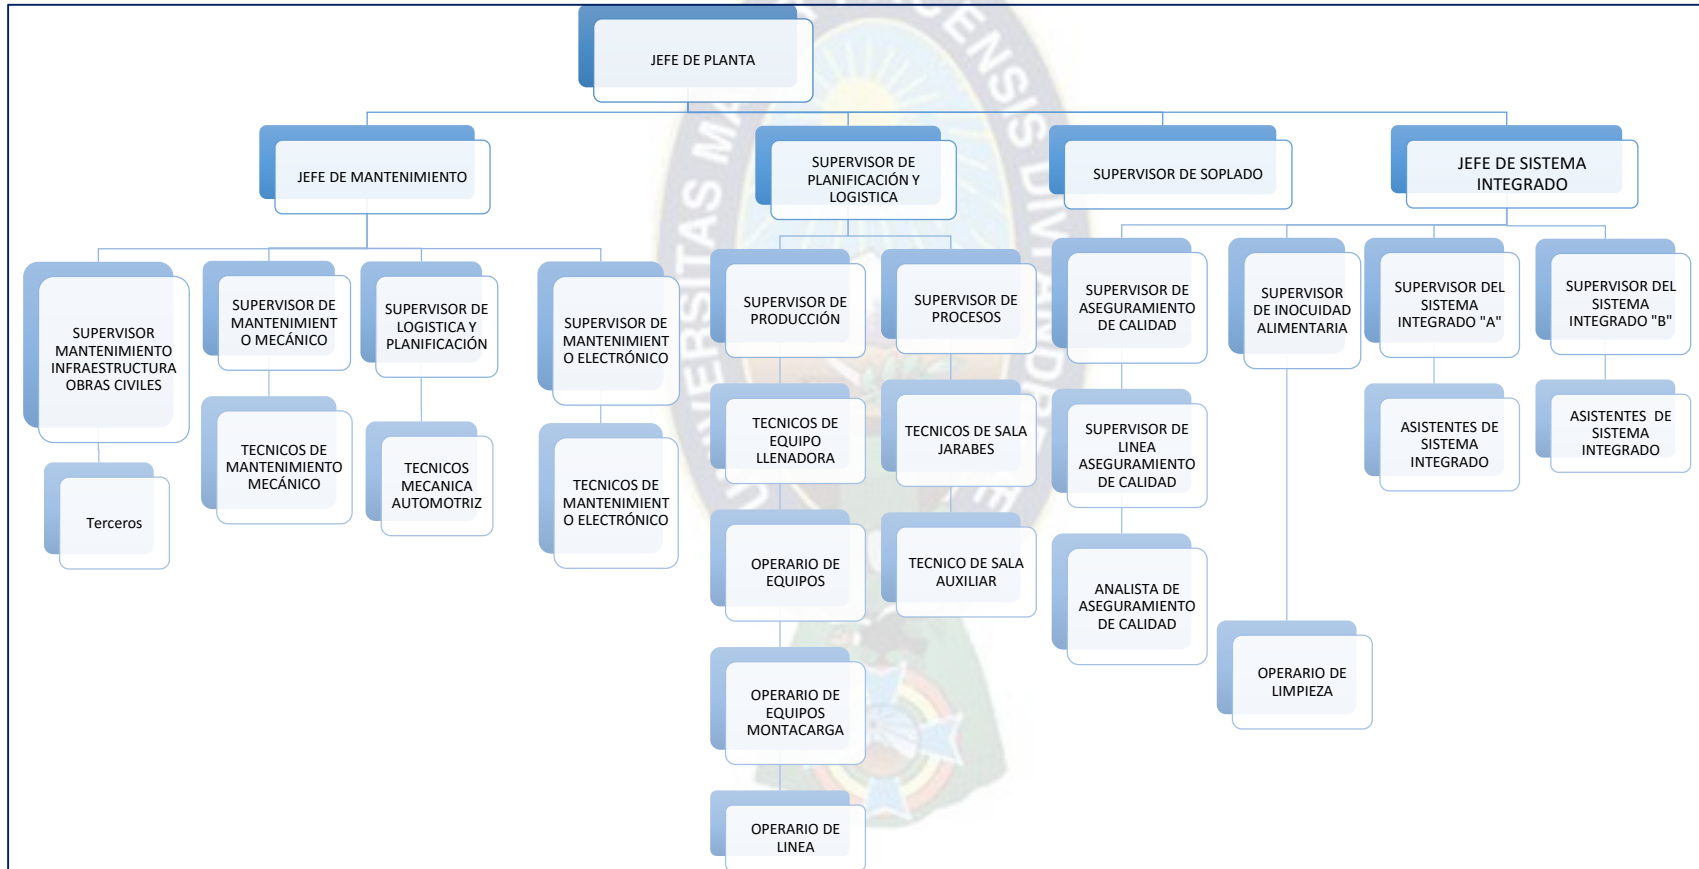 JEFE DE PLANTA
JEFE DE MANTENIMIENTO
SUPERVISOR DE
PLANIFICACIÓN Y
LOGISTICA
SUPERVISOR DE SOPLADO
JEFE DE SISTEMA
INTEGRADO
SUPERVISOR
MANTENIMIENTO
INFRAESTRUCTURA
OBRAS CIVILES
SUPERVISOR DE
MANTENIMIENT
O MECÁNICO
SUPERVISOR DE
LOGISTICA Y
PLANIFICACIÓN
SUPERVISOR DE
MANTENIMIENT
O ELECTRÓNICO
SUPERVISOR DE
PRODUCCIÓN
SUPERVISOR DE
PROCESOS
SUPERVISOR DE
ASEGURAMIENTO
DE CALIDAD
SUPERVISOR
DE INOCUIDAD
ALIMENTARIA
SUPERVISOR DEL
SISTEMA
INTEGRADO "A"
SUPERVISOR DEL
SISTEMA
INTEGRADO "B"
Terceros
TECNICOS DE
MANTENIMIENTO
MECÁNICO
TECNICOS
MECANICA
AUTOMOTRIZ
TECNICOS DE
MANTENIMIENT
O ELECTRÓNICO
TECNICOS DE
EQUIPO
LLENADORA
TECNICOS DE SALA
JARABES
SUPERVISOR DE
LINEA
ASEGURAMIENTO
DE CALIDAD
ASISTENTES DE
SISTEMA
INTEGRADO
ASISTENTES DE
SISTEMA
INTEGRADO
OPERARIO DE
EQUIPOS
TECNICO DE SALA
AUXILIAR
ANALISTA DE
ASEGURAMIENTO
DE CALIDAD
OPERARIO DE
LIMPIEZA
OPERARIO DE
EQUIPOS
MONTACARGA
OPERARIO DE
LINEA